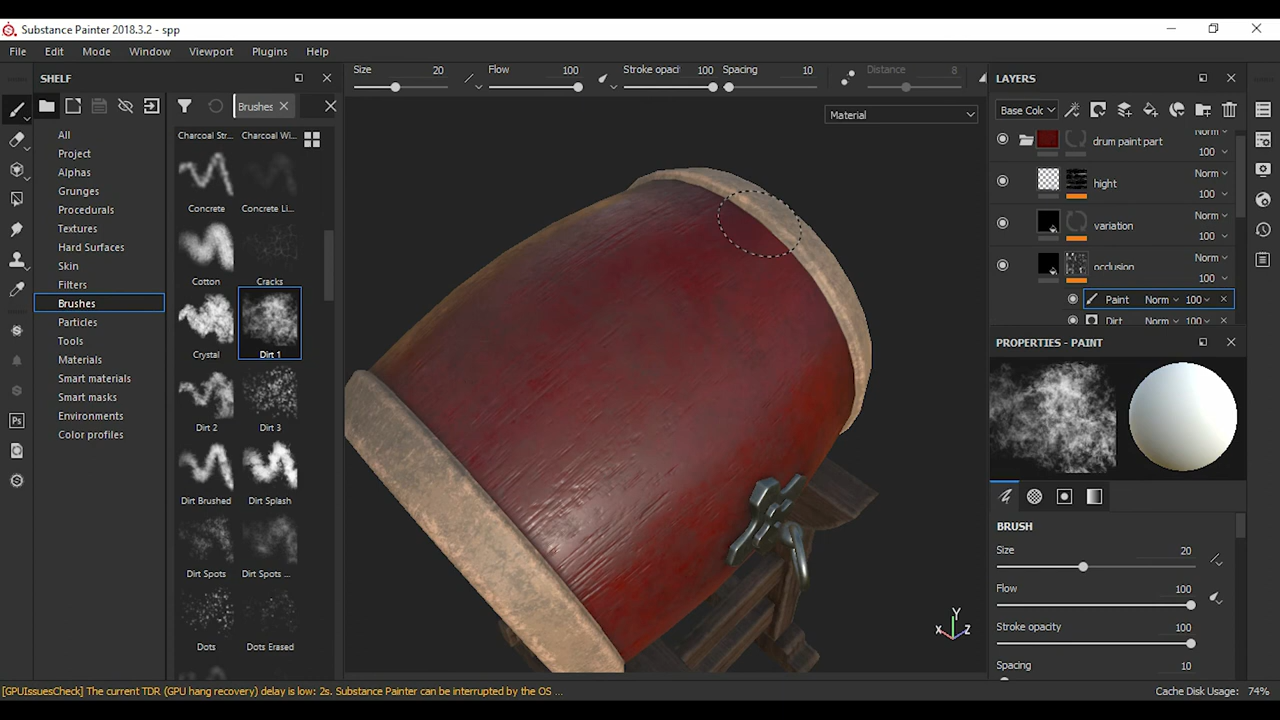 Substance Painter 2018.3.2 - spp
File Edit Mode Window Viewport Plugins Help
SHELF
Brushes
All
Project
Alphas
Grunges
Procedurals
Textures
Hard Surfaces
Skin
Filters
Brushes
Particles
Tools
Materials
Smart materials
Smart masks
Environments
Color profiles
Charcoal Str... Charcoal Wi...
Concrete Concrete Li...
Cotton Cracks
Crystal Dirt 1
Dirt 2 Dirt 3
Dirt Brushed Dirt Splash
Dirt Spots Dirt Spots ...
Dots Dots Erased
Size 20 Flow 100 Stroke opaci 100 Spacing 10 Distance 8
Material
Y
X Z
Ps
LAYERS
Base Col
drum paint part Norm 100
hight Norm 100
variation Norm 100
occlusion Norm 100
Paint Norm 100
Dirt Norm 100
PROPERTIES - PAINT
BRUSH
Size 20
Flow 100
Stroke opacity 100
Spacing 10
[GPUIssuesCheck] The current TDR (GPU hang recovery) delay is low: 2s. Substance Painter can be interrupted by the OS ...
Cache Disk Usage: 74%